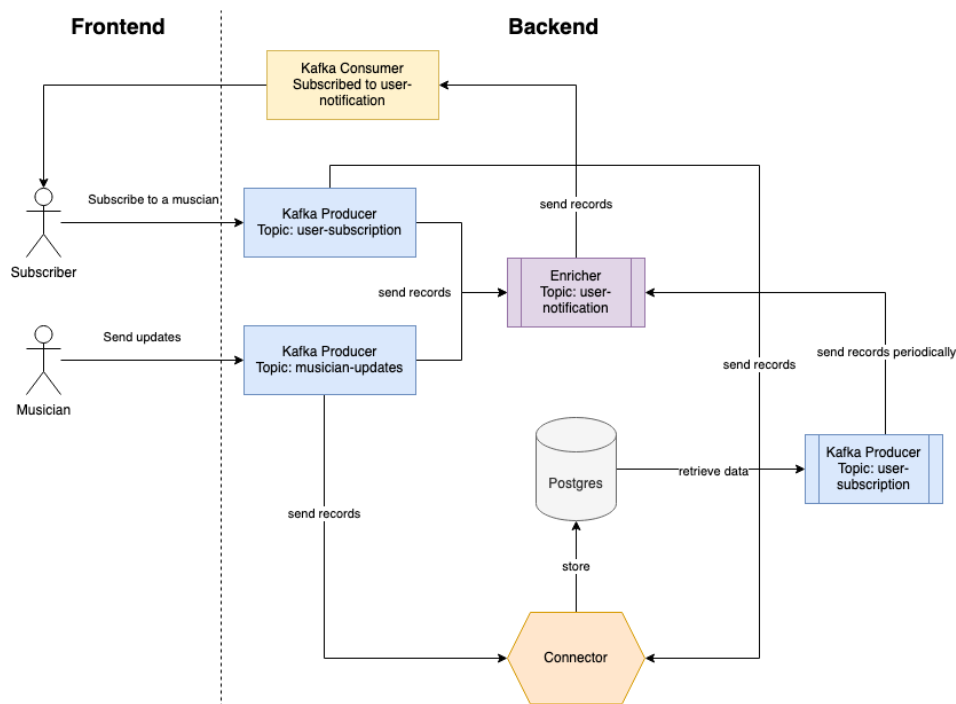 Frontend
Backend
Kafka Consumer
Subscribed to user-
notification
Subscribe to a muscian
Kafka Producer
Topic: user-subscription
send records
Subscriber
Enricher
Topic: user-
notification
send records
Send updates
Kafka Producer
Topic: musician-updates
send records periodically
send records
Musician
Kafka Producer
Topic: user-
subscription
Postgres
retrieve data
send records
store
Connector